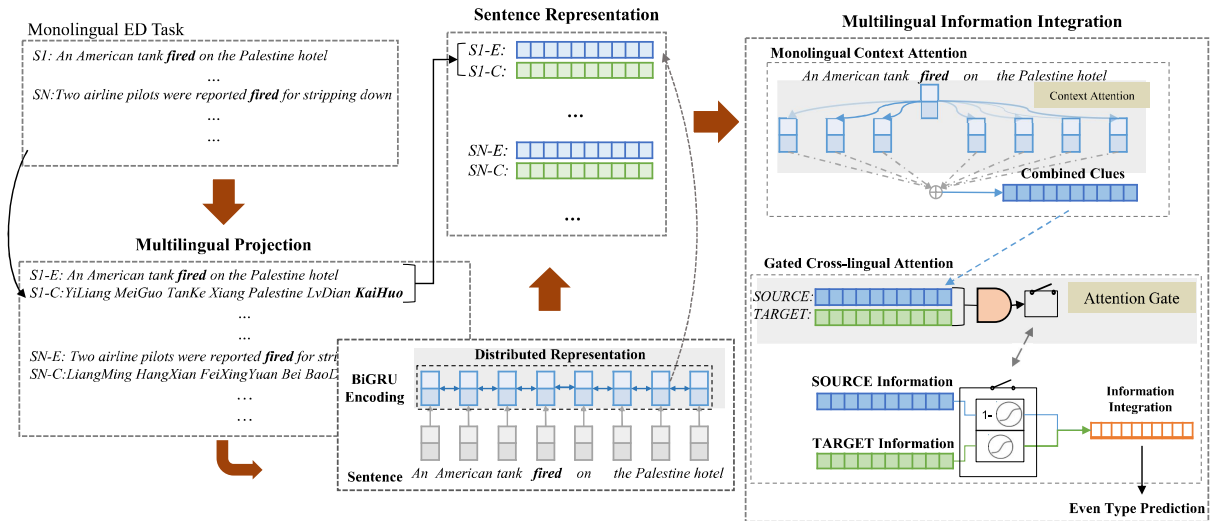 Monolingual ED Task
S1: An American tank fired on the Palestine hotel
...
SN:Two airline pilots were reported fired for stripping down
...
...
Multilingual Projection
S1-E: An American tank fired on the Palestine hotel
S1-C:YiLiang MeiGuo TanKe Xiang Palestine LvDian KaiHuo
...
...
SN-E: Two airline pilots were reported fired for
SN-C:LiangMing HangXian FeiXingYuan Bei
...
...
Sentence Representation
S1-E:
S1-C:
...
SN-E:
SN-C:
...
Distributed Representation
BiGRU
Encoding
Sentence
An American tank fired on the Palestine hotel
Multilingual Information Integration
Monolingual Context Attention
An American tank fired on the Palestine hotel
Context Attention
Combined Clues
Gated Cross-lingual Attention
SOURCE:
TARGET:
Attention Gate
SOURCE Information
1-
Information
Integration
TARGET Information
Even Type Prediction